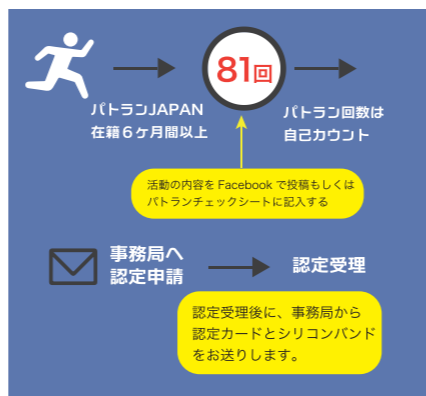 81回
パトランJAPAN
在籍６ヶ月間以上
パトラン回数は
自己カウント
活動の内容を Facebook で投稿もしくは
パトランチェックシートに記入する
事務局へ
認定申請
認定受理
認定受理後に、事務局から
認定カードとシリコンバンド
をお送りします。